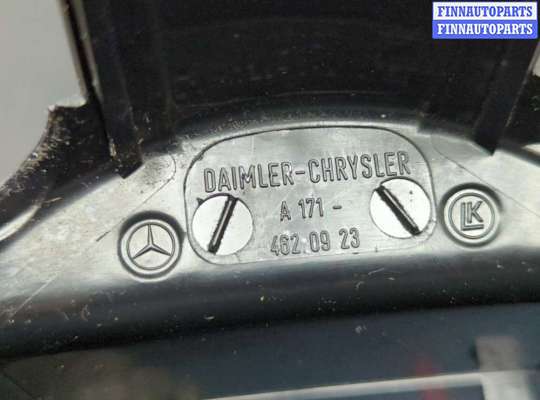 FINNAUTOPARTS
FINNAUTOPARTS
DAIMLER-CHRYSLER
A 171 -
462 09 23
LK